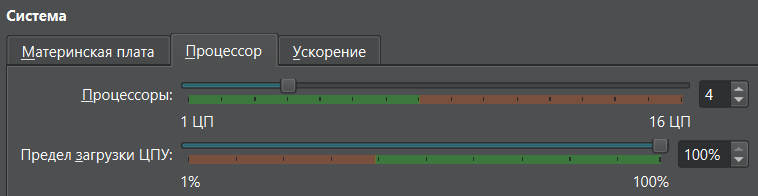 Система
Материнская плата Процессор Ускорение
Процессоры: 4
1 ЦП 16 ЦП
Предел загрузки ЦПУ: 100%
1% 100%